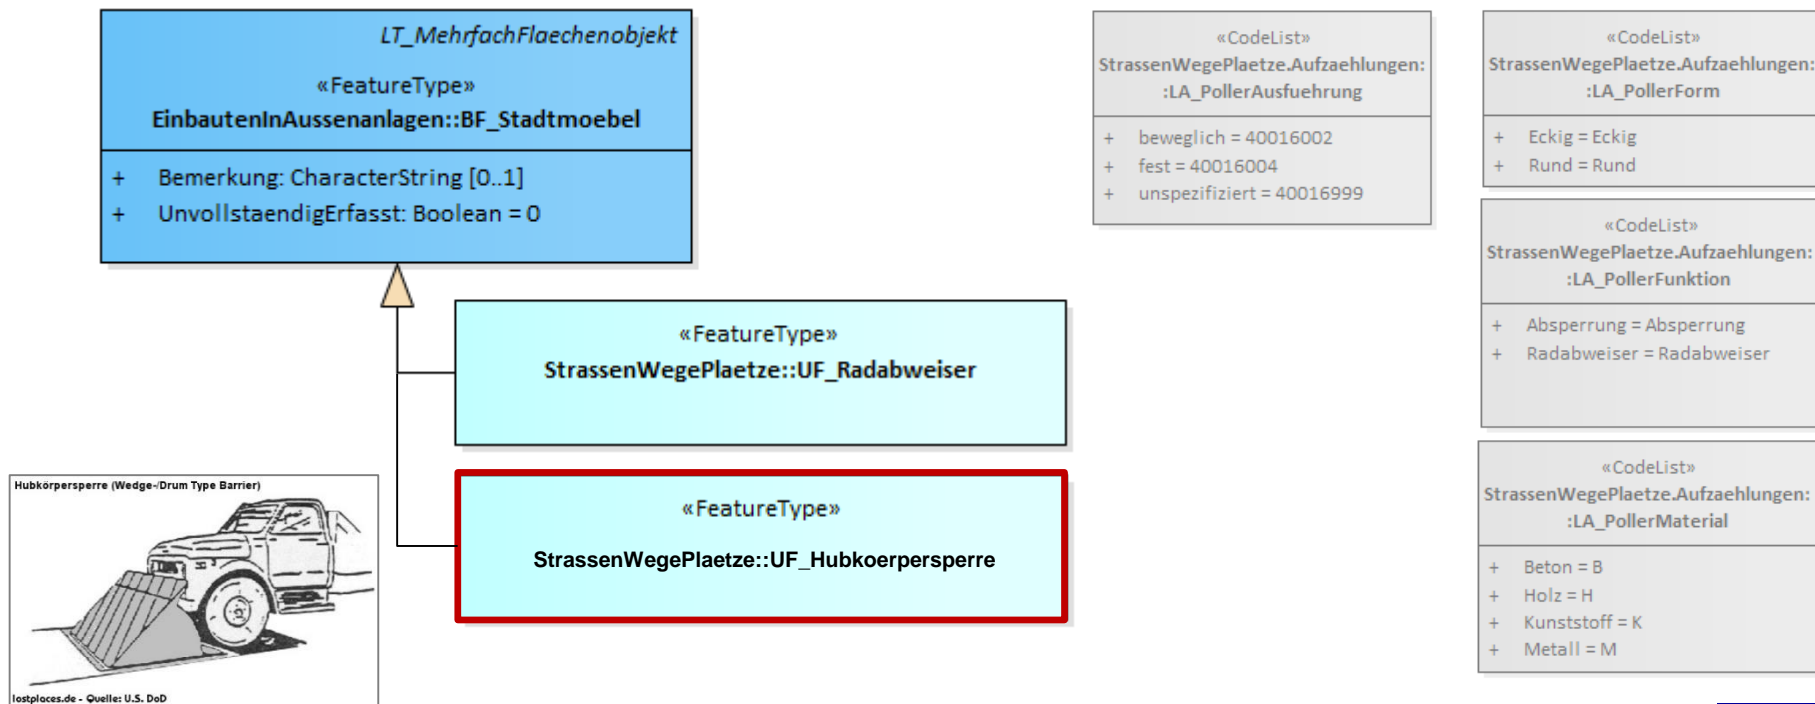 LT_MehrfachFlaechenobjekt
«FeatureType»
EinbautenInAussenanlagen::BF_Stadtmoebel
+ Bemerkung: CharacterString [0..1]
+ UnvollstaendigErfasst: Boolean = 0
«FeatureType»
StrassenWegePlaetze::UF_Radabweiser
«FeatureType»
StrassenWegePlaetze::UF_Hubkoerpersperre
Hubkörpersperre (Wedge-/Drum Type Barrier)
lostplaces.de - Quelle: U.S. DoD
«CodeList»
StrassenWegePlaetze.Aufzaehlungen:
:LA_PollerAusfuehrung
+ beweglich = 40016002
+ fest = 40016004
+ unspezifiziert = 40016999
«CodeList»
StrassenWegePlaetze.Aufzaehlungen:
:LA_PollerForm
+ Eckig = Eckig
+ Rund = Rund
«CodeList»
StrassenWegePlaetze.Aufzaehlungen:
:LA_PollerFunktion
+ Absperrung = Absperrung
+ Radabweiser = Radabweiser
«CodeList»
StrassenWegePlaetze.Aufzaehlungen:
:LA_PollerMaterial
+ Beton = B
+ Holz = H
+ Kunststoff = K
+ Metall = M